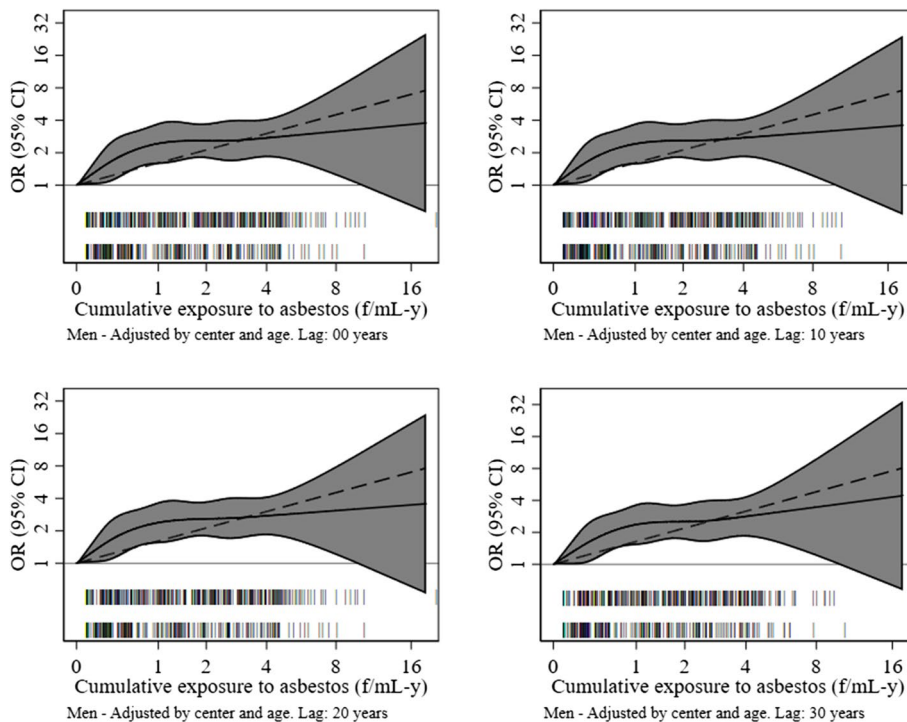 32
16
8
4
2
1
OR (95% CI)
0 1 2 4 8 16
Cumulative exposure to asbestos (f/mL-y)
Men - Adjusted by center and age. Lag: 00 years
32
16
8
4
2
1
OR (95% CI)
0 1 2 4 8 16
Cumulative exposure to asbestos (f/mL-y)
Men - Adjusted by center and age. Lag: 10 years
32
16
8
4
2
1
OR (95% CI)
0 1 2 4 8 16
Cumulative exposure to asbestos (f/mL-y)
Men - Adjusted by center and age. Lag: 20 years
32
16
8
4
2
1
OR (95% CI)
0 1 2 4 8 16
Cumulative exposure to asbestos (f/mL-y)
Men - Adjusted by center and age. Lag: 30 years